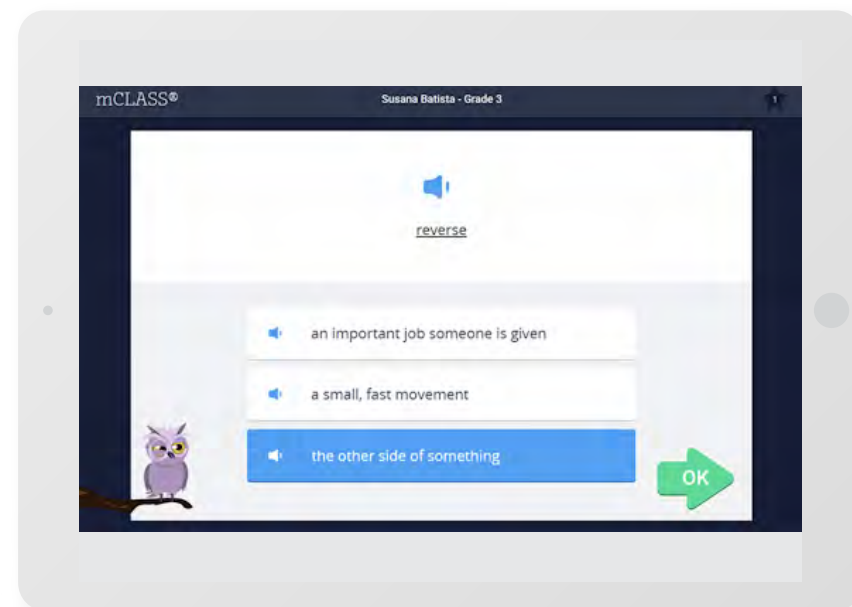 mCLASS®
Susana Batista - Grade 3
1
reverse
an important job someone is given
a small, fast movement
the other side of something
OK